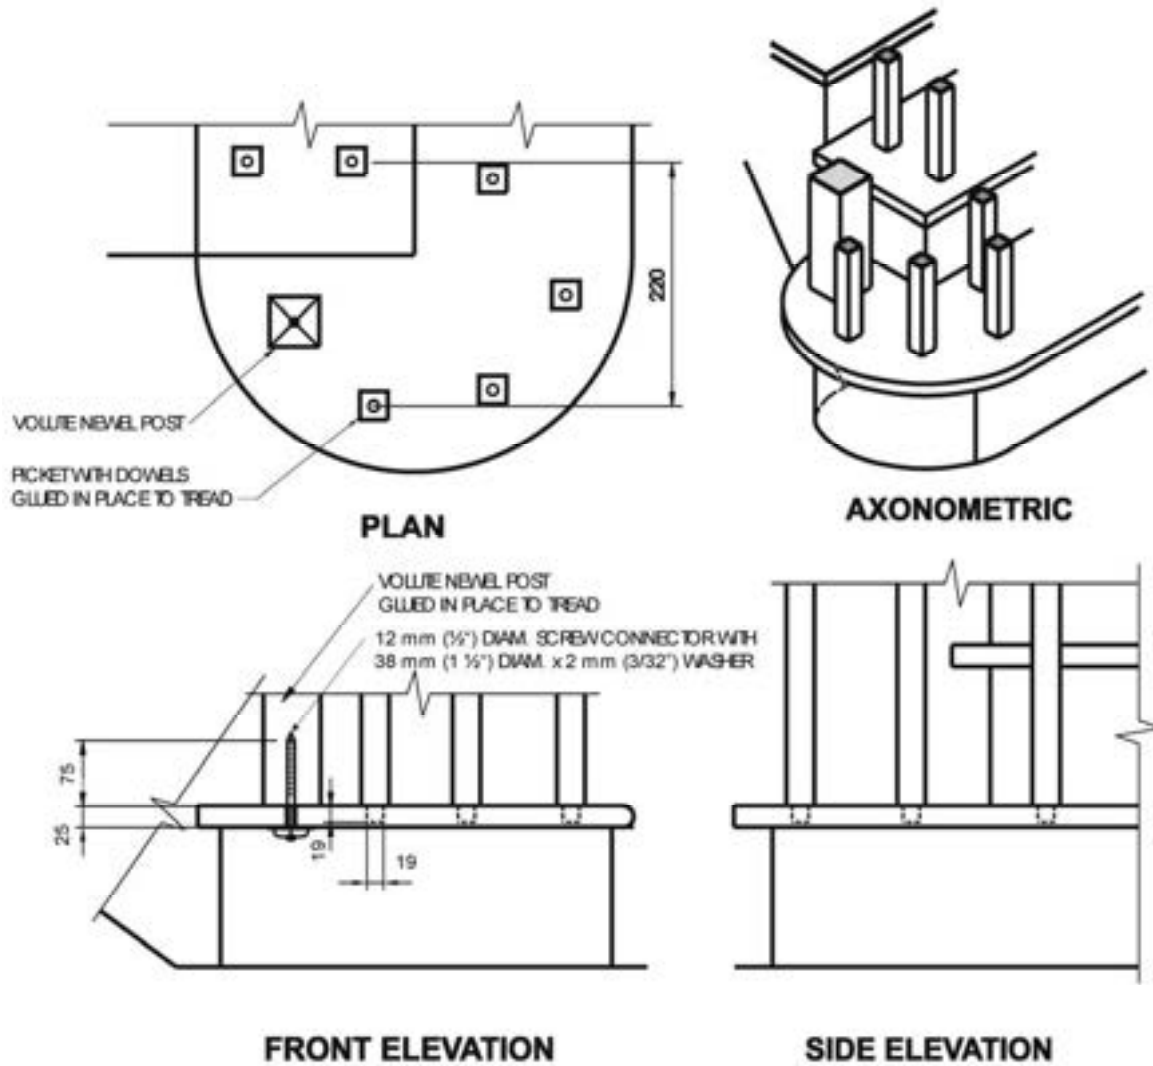 220
VOLUTE NEWEL POST
PICKET WITH DOWELS
GLUED IN PLACE TO TREAD
PLAN
AXONOMETRIC
VOLUTE NEWEL POST
GLUED IN PLACE TO TREAD
12 mm (½") DIAM. SCREW CONNECTOR WITH
38 mm (1 ½") DIAM. x 2 mm (3/32") WASHER
75
25
19
19
FRONT ELEVATION
SIDE ELEVATION